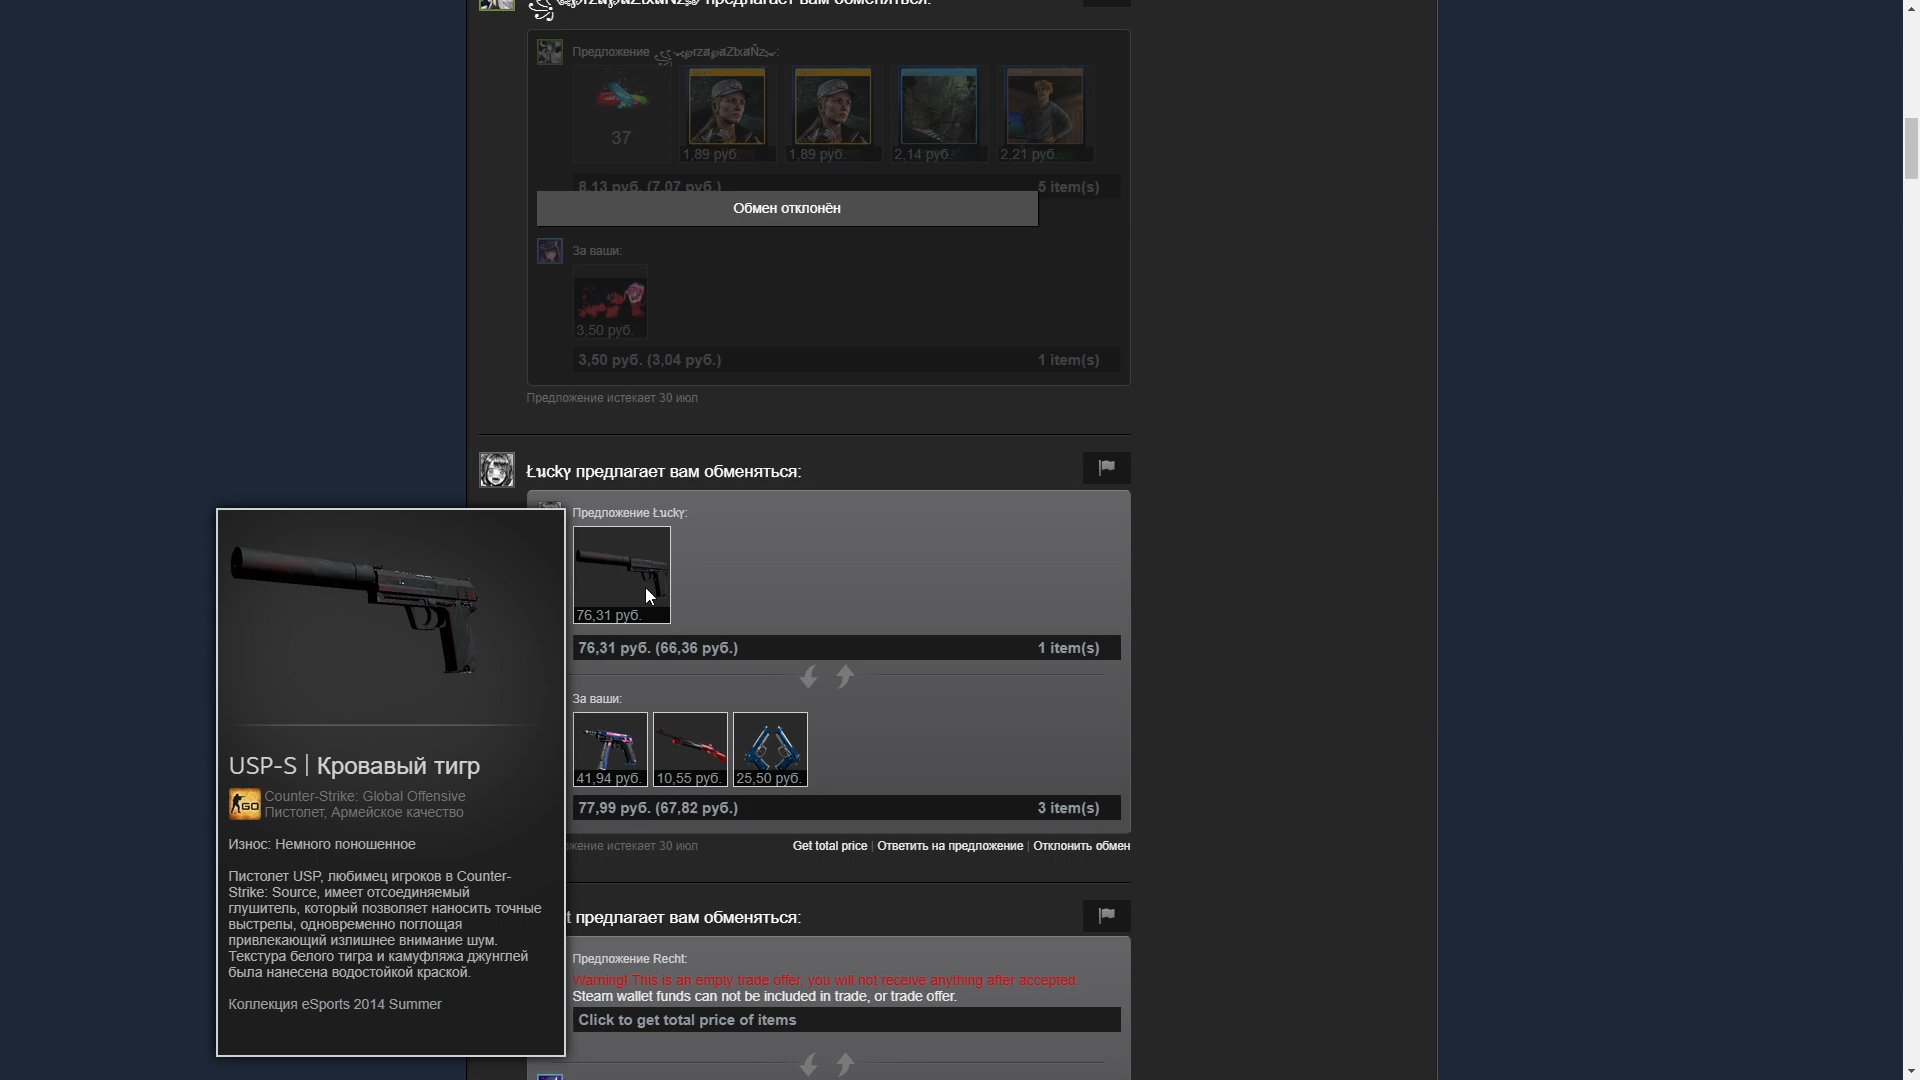 предлагает вам обменяться:
Предложение
37
1,89 руб.
1,89 руб.
2,14 руб.
2,21 руб.
8,13 руб. (7,07 руб.)
5 item(s)
Обмен отклонён
За ваши:
3,50 руб.
3,50 руб. (3,04 руб.)
1 item(s)
Предложение истекает 30 июл
Łucky предлагает вам обменяться:
Предложение Łucky:
76,31 руб.
76,31 руб. (66,36 руб.)
1 item(s)
За ваши:
41,94 руб.
10,55 руб.
25,50 руб.
77,99 руб. (67,82 руб.)
3 item(s)
жение истекает 30 июл
Get total price | Ответить на предложение | Отклонить обмен
t предлагает вам обменяться:
Предложение Recht:
Warning! This is an empty trade offer, you will not receive anything after accepted.
Steam wallet funds can not be included in trade, or trade offer.
Click to get total price of items
USP-S | Кровавый тигр
GO
Counter-Strike: Global Offensive
Пистолет, Армейское качество
Износ: Немного поношенное
Пистолет USP, любимец игроков в Counter-
Strike: Source, имеет отсоединяемый
глушитель, который позволяет наносить точные
выстрелы, одновременно поглощая
привлекающий излишнее внимание шум.
Текстура белого тигра и камуфляжа джунглей
была нанесена водостойкой краской.
Коллекция eSports 2014 Summer